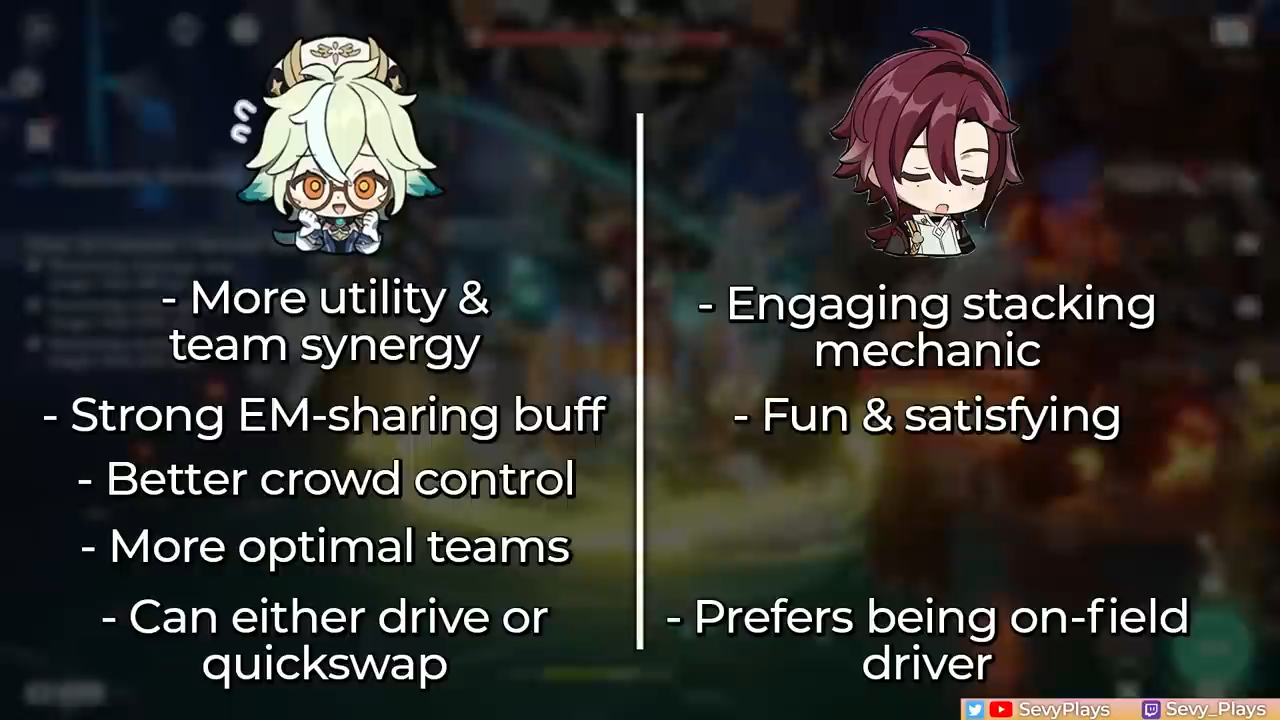 - More utility &
team synergy
- Strong EM-sharing buff
- Better crowd control
- More optimal teams
- Can either drive or
quickswap
- Engaging stacking
mechanic
- Fun & satisfying
- Prefers being on-field
driver
SevyPlays
Sevy_Plays